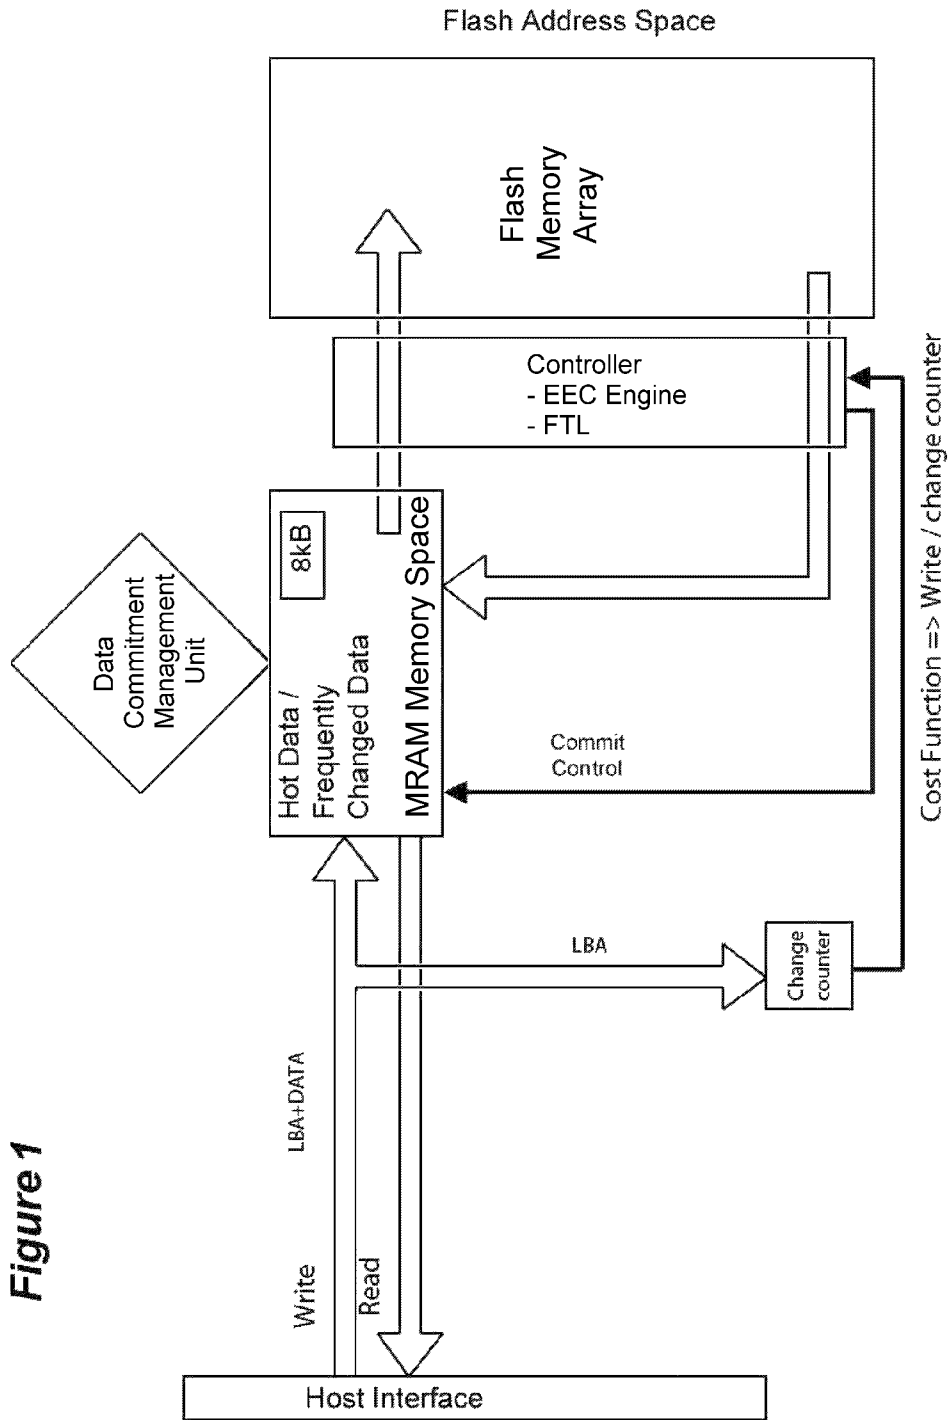 Figure 1
Flash Address Space
Flash
Memory
Array
Controller
- EEC Engine
- FTL
Data
Commitment
Management
Unit
8kB
Hot Data /
Frequently
Changed Data
MRAM Memory Space
Commit
Control
Cost Function => Write / change counter
LBA
Change
counter
LBA+DATA
Write
Read
Host Interface